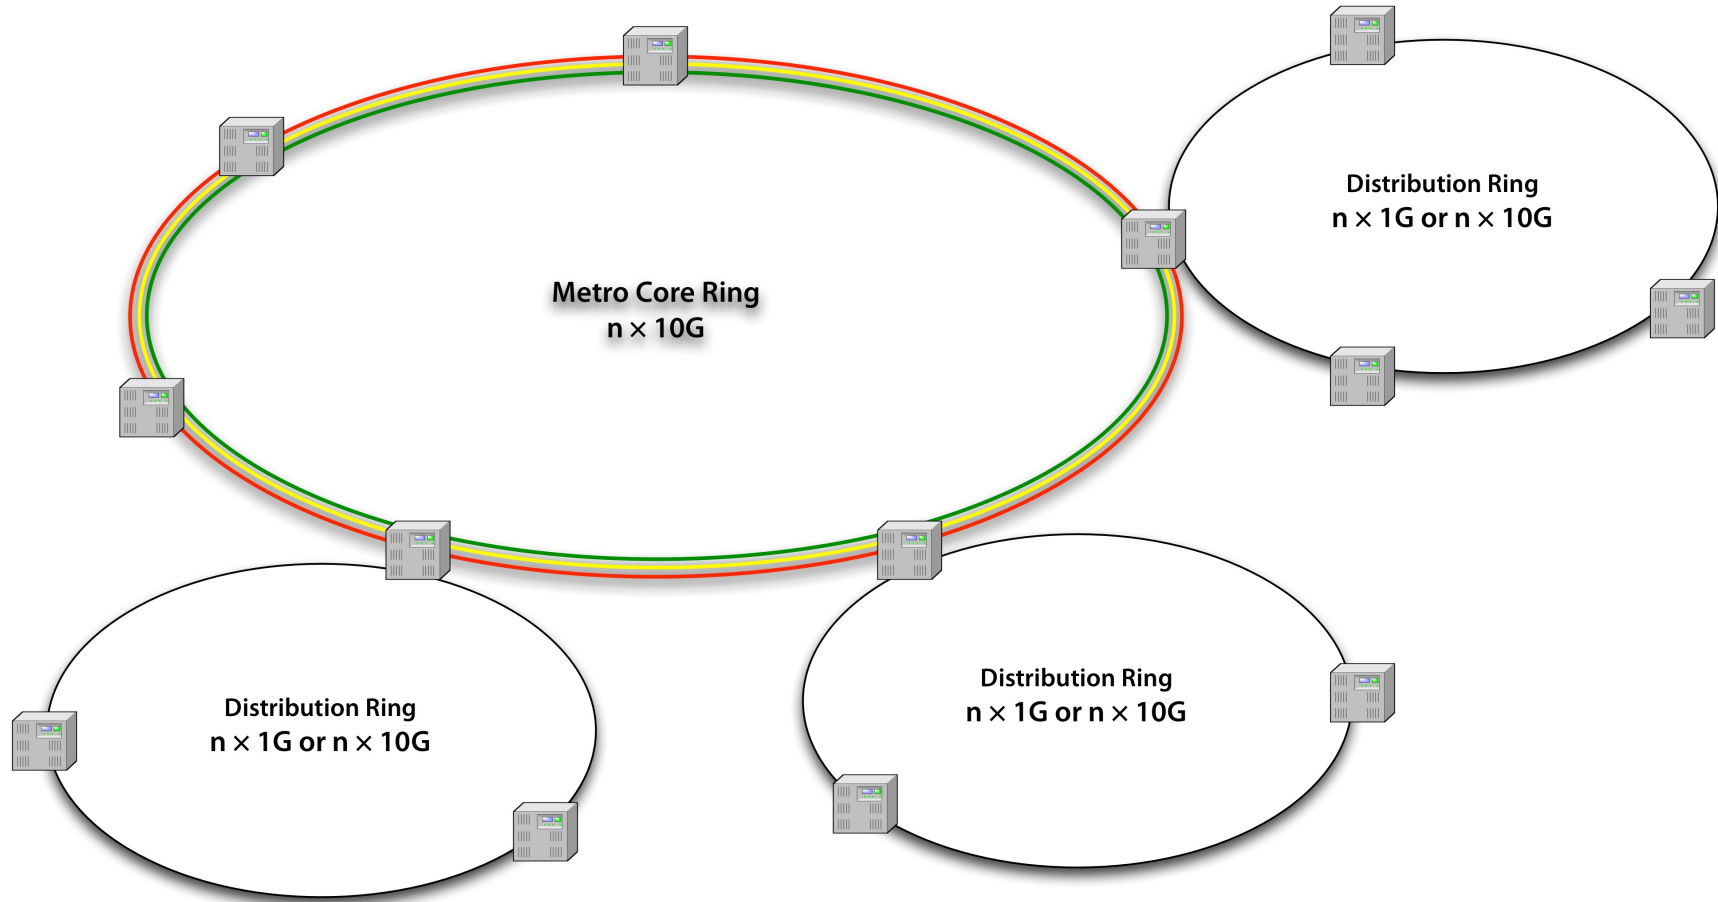 Metro Core Ring
n × 10G
Distribution Ring
n × 1G or n × 10G
Distribution Ring
n × 1G or n × 10G
Distribution Ring
n × 1G or n × 10G